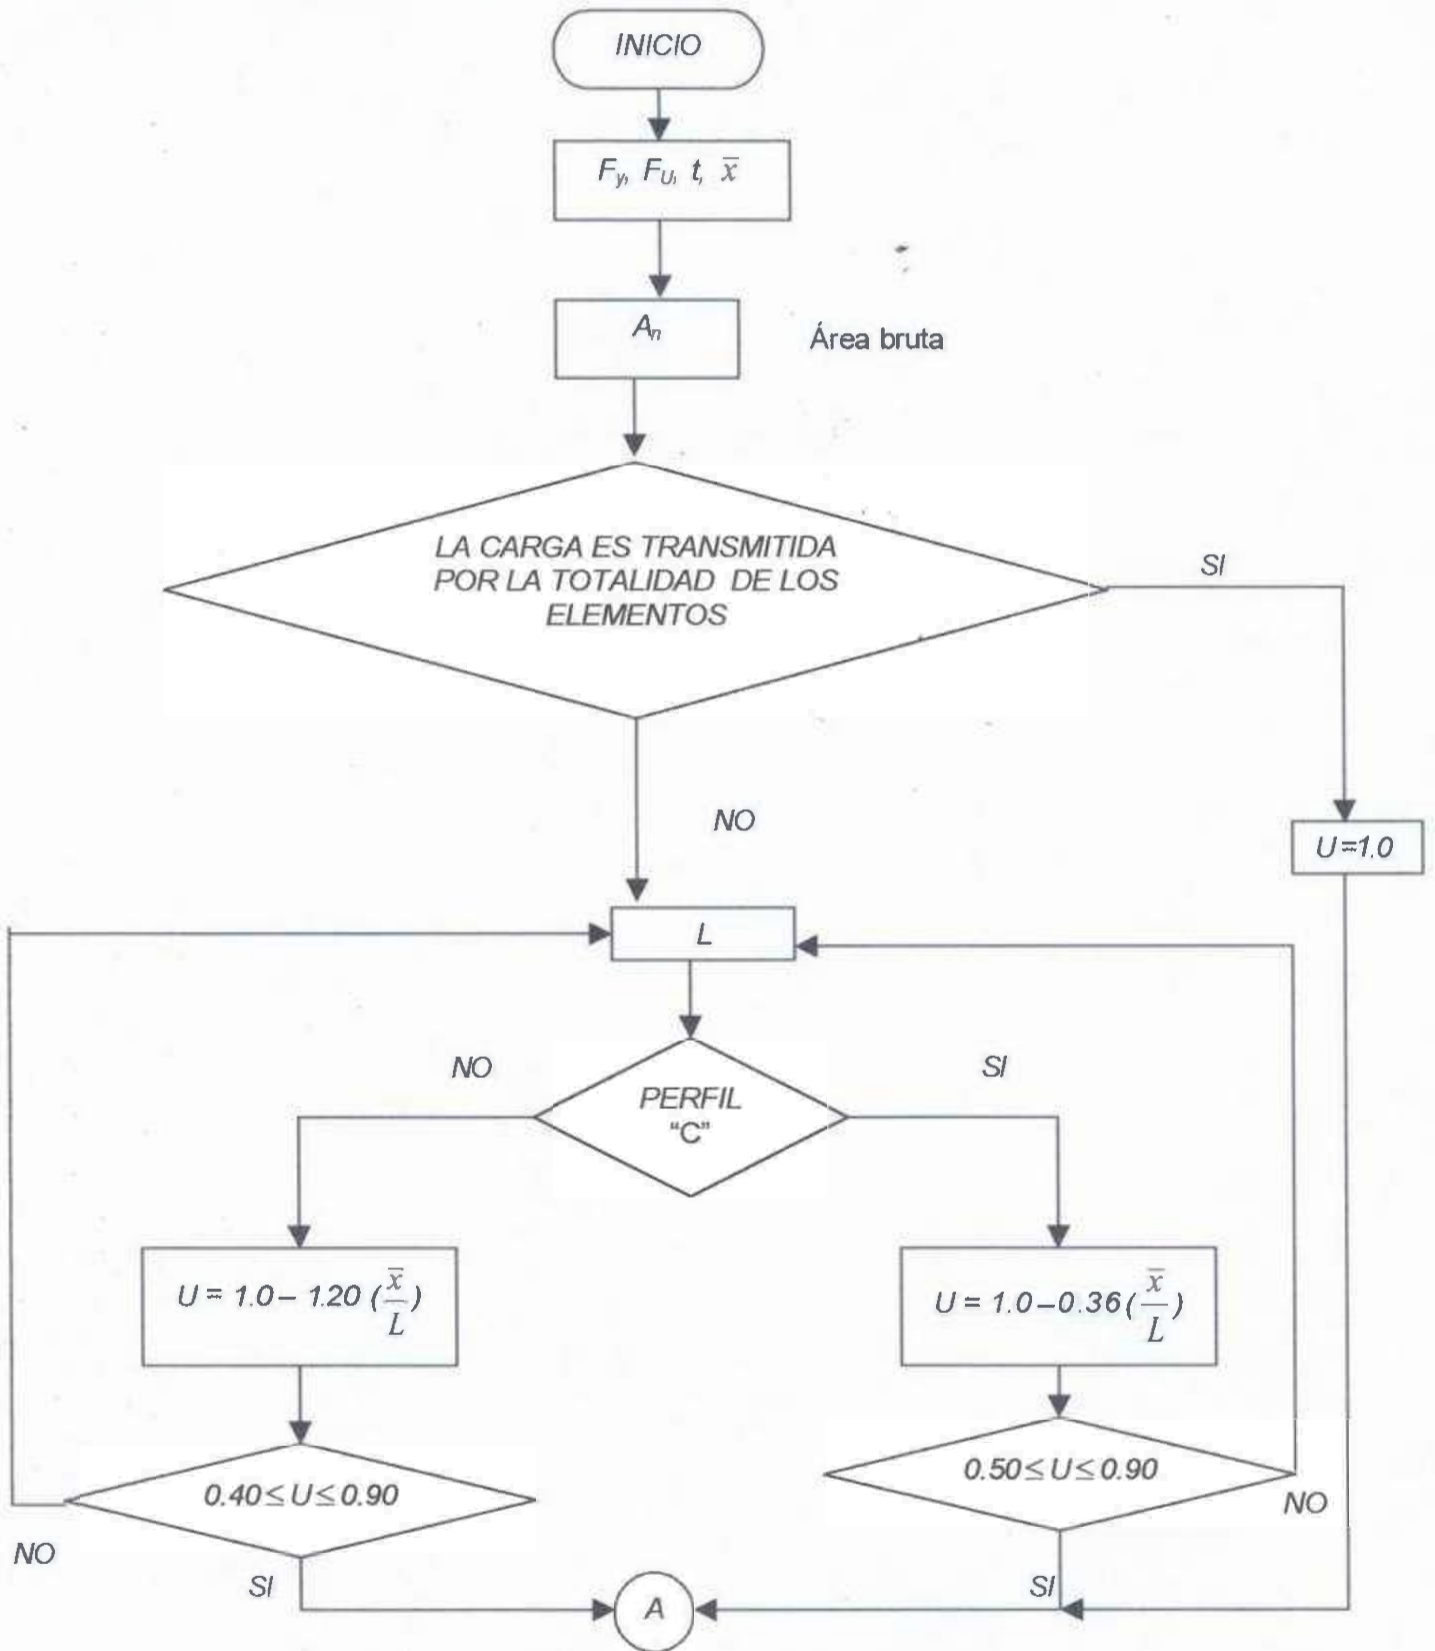 INICIO
Fy, FU, t, x̄
An
Área bruta
LA CARGA ES TRANSMITIDA
POR LA TOTALIDAD DE LOS
ELEMENTOS
SI
NO
U=1.0
L
NO
SI
PERFIL
"C"
U = 1.0 – 1.20 (x̄/L)
U = 1.0 – 0.36 (x̄/L)
0.40 ≤ U ≤ 0.90
0.50 ≤ U ≤ 0.90
NO
NO
SI
SI
A